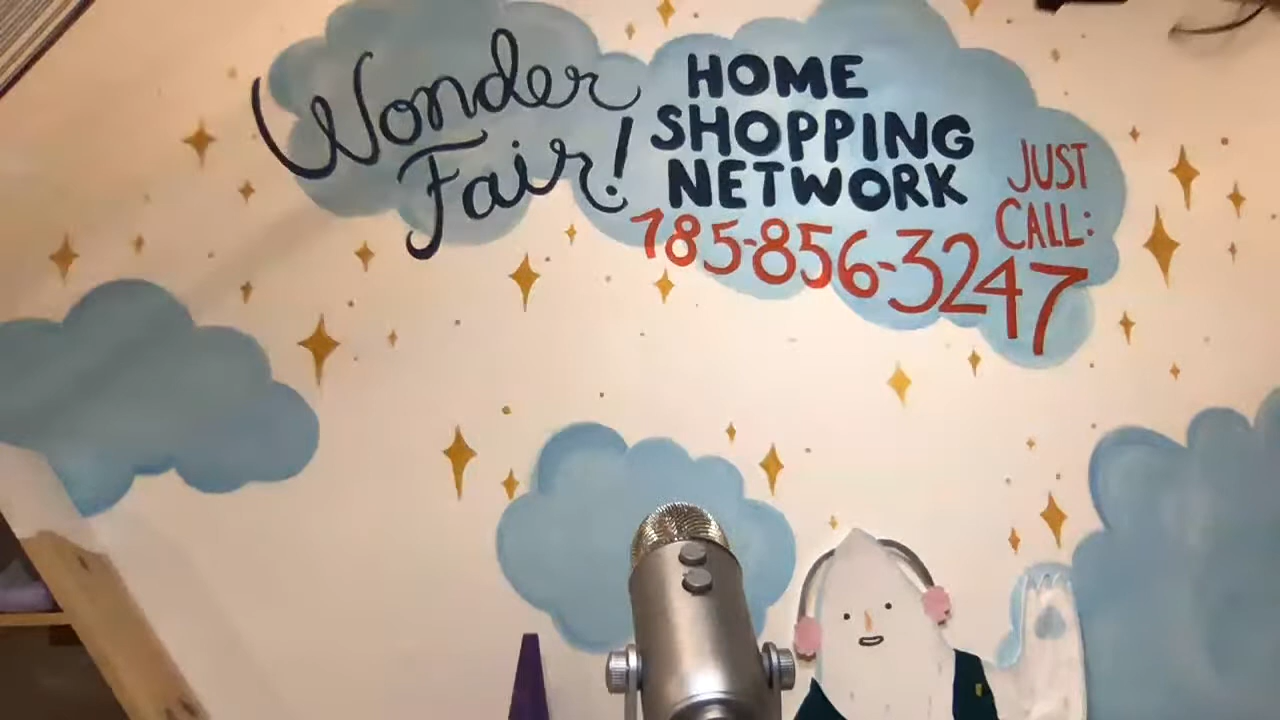 Wonder
Fair!
HOME
SHOPPING
NETWORK
JUST
CALL:
785-856-3247